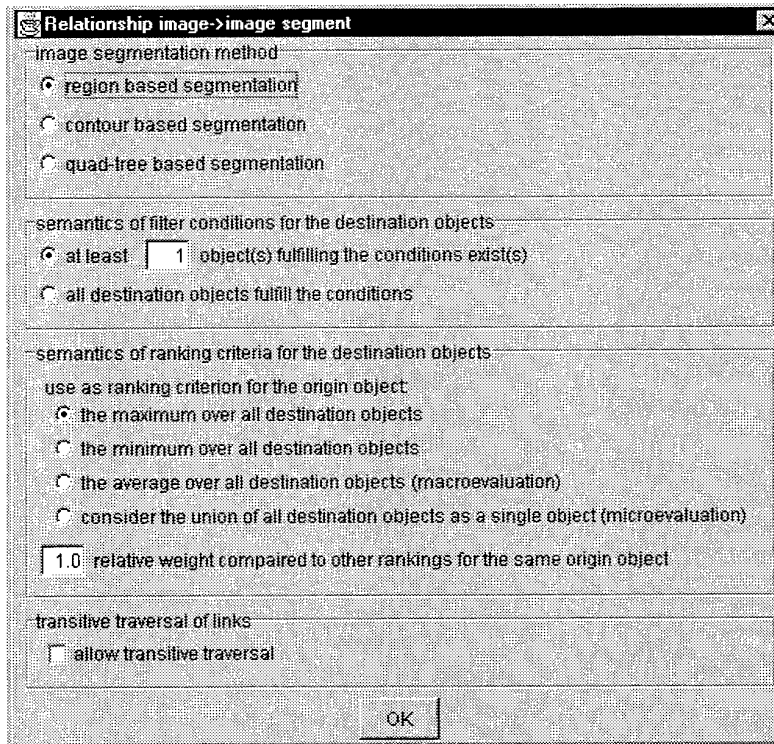 Relationship image->image segment
image segmentation method
region based segmentation
contour based segmentation
quad-tree based segmentation
semantics of filter conditions for the destination objects
at least 1 object(s) fulfilling the conditions exist(s)
all destination objects fulfill the conditions
semantics of ranking criteria for the destination objects
use as ranking criterion for the origin object:
the maximum over all destination objects
the minimum over all destination objects
the average over all destination objects (macroevaluation)
consider the union of all destination objects as a single object (microevaluation)
1.0 relative weight compaired to other rankings for the same origin object
transitive traversal of links
allow transitive traversal
OK